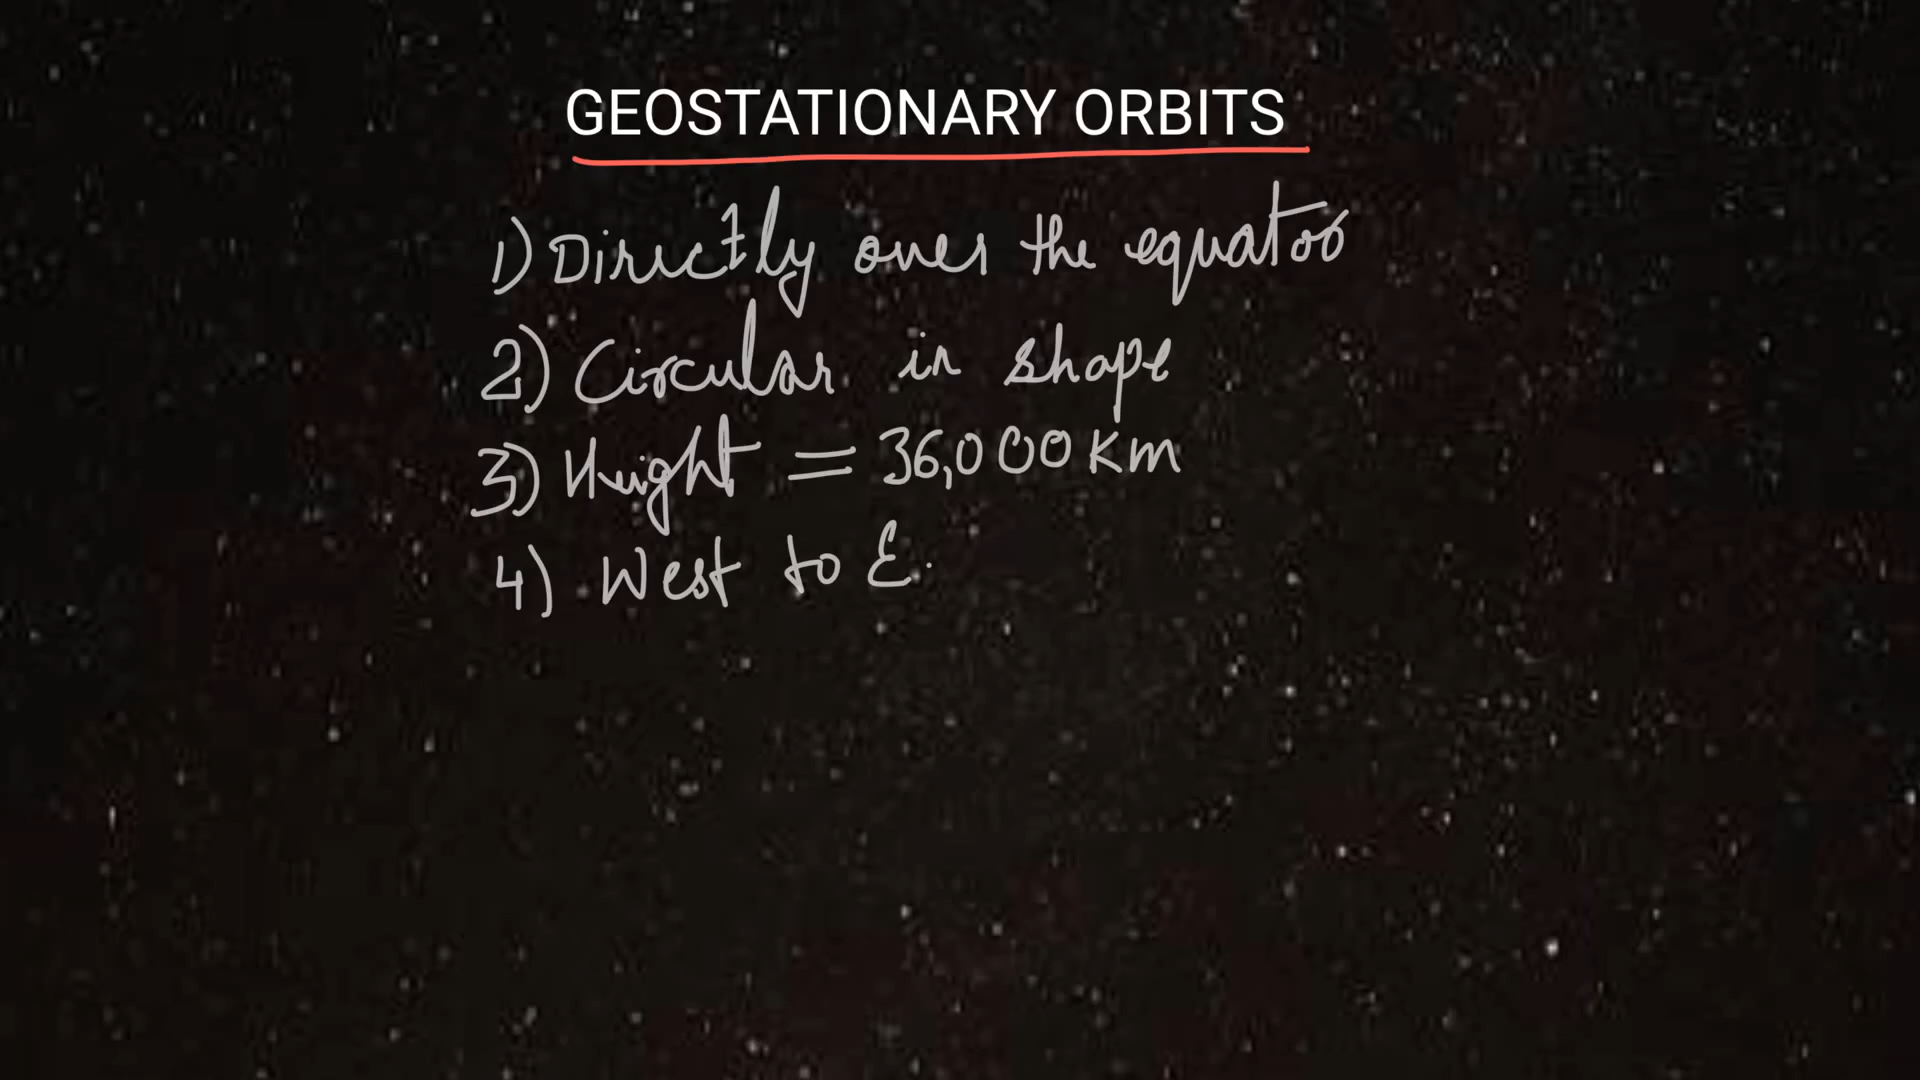 GEOSTATIONARY ORBITS
1) Directly over the equator
2) Circular in shape
3) Height = 36,000 Km
4) West to E.